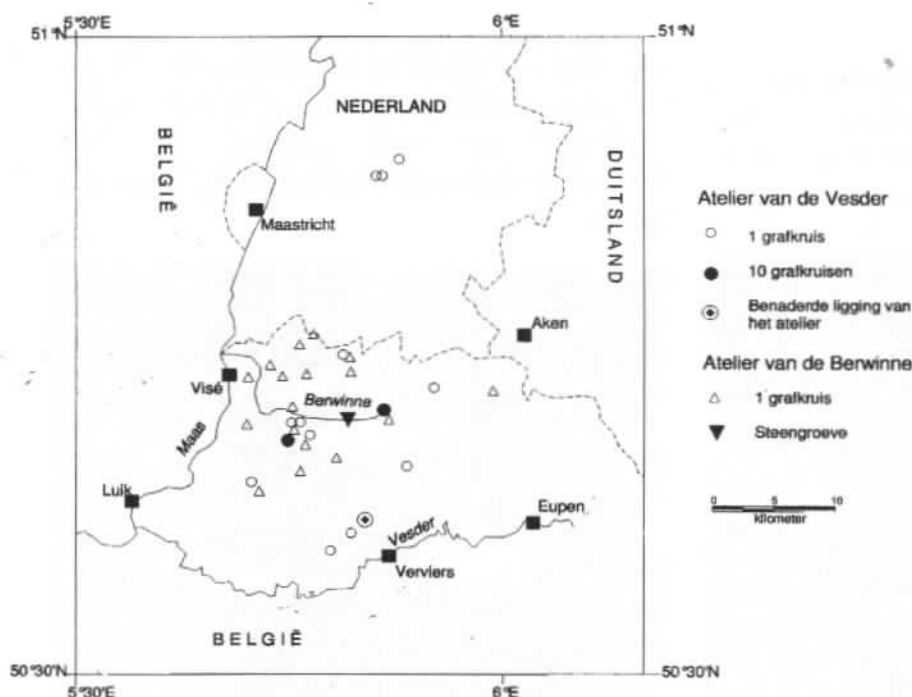 5°30'E
6°E
51°N
51°N
NEDERLAND
BELGIË
DUITSLAND
Maastricht
Aken
Visé
Berwinne
Maas
Luik
Eupen
Vesder
Verviers
BELGIË
50°30'N
50°30'N
5°30'E
6°E
Atelier van de Vesder
1 grafkruis
10 grafkruisen
Benaderde ligging van
het atelier
Atelier van de Berwinne
1 grafkruis
Steengroeve
0 5 10
kilometer